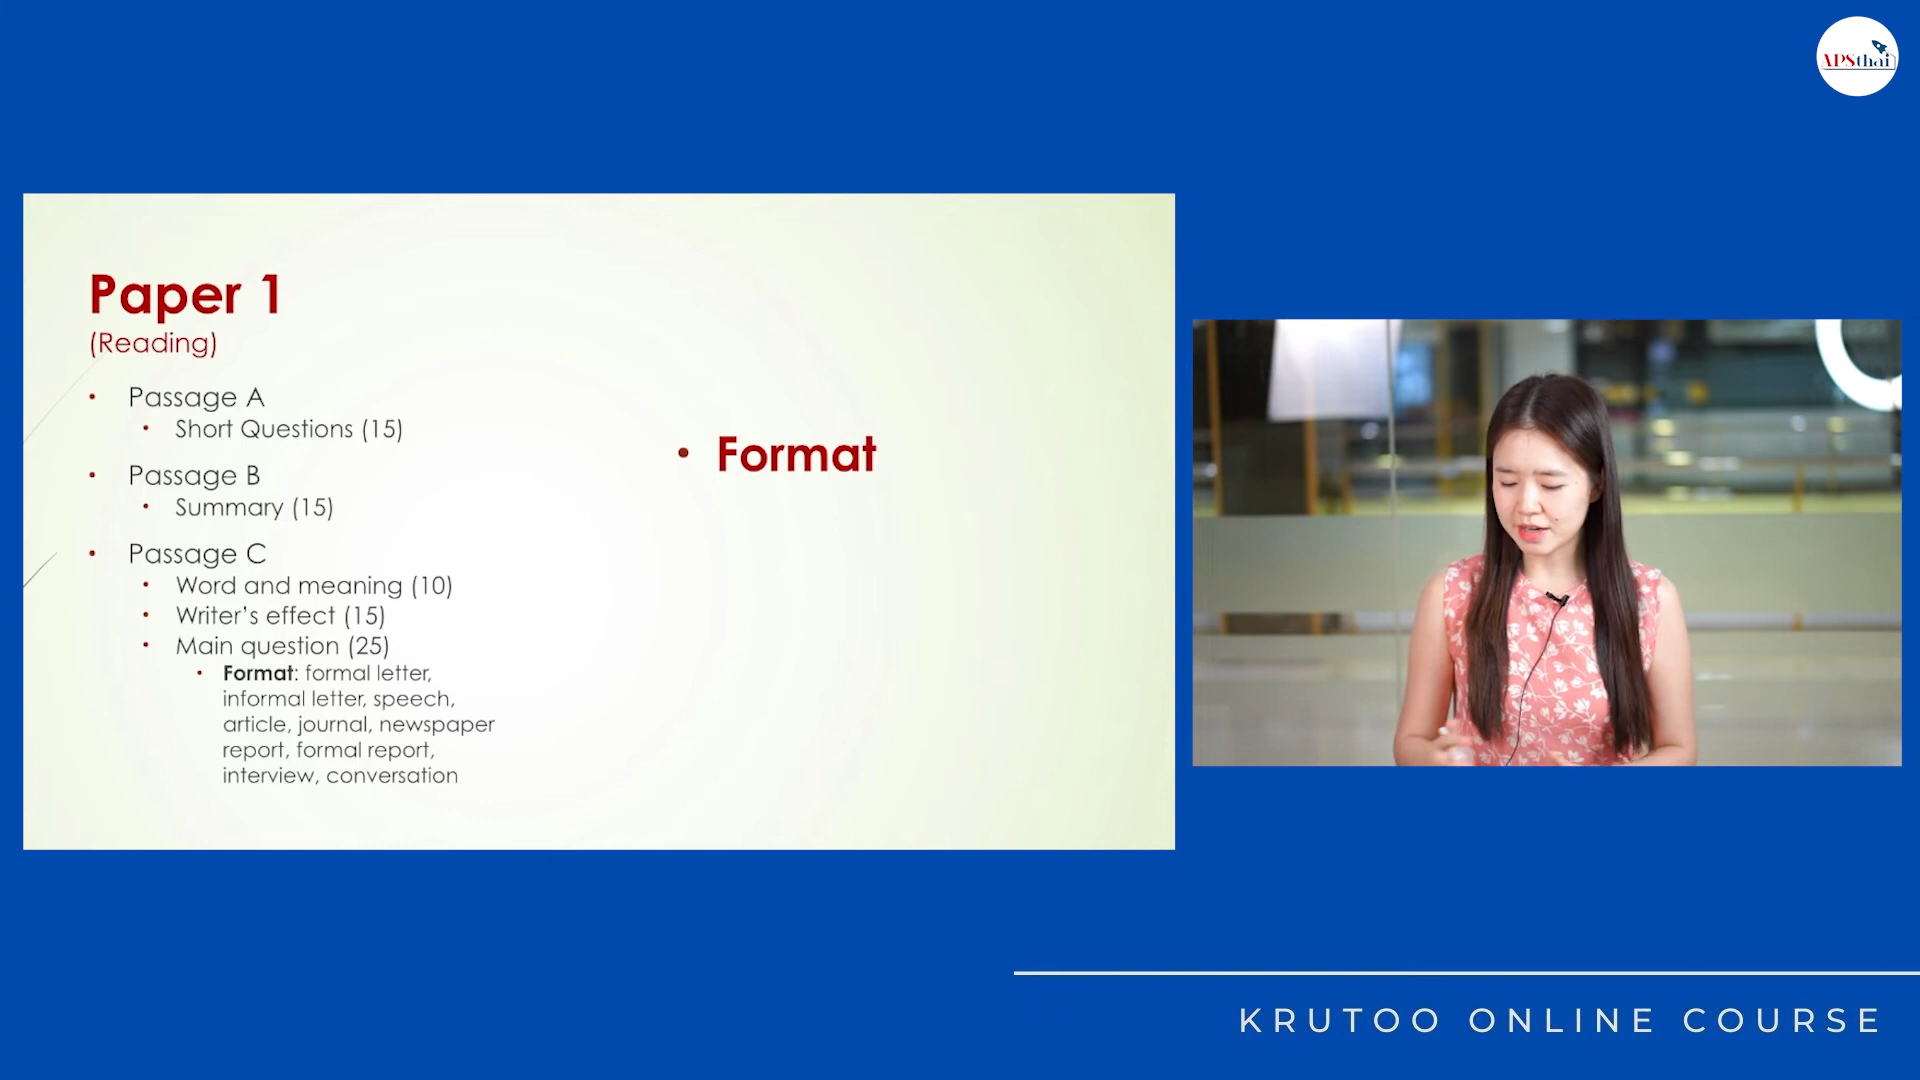 APSthai
Paper 1
(Reading)
• Passage A
• Short Questions (15)
• Passage B
• Summary (15)
• Passage C
• Word and meaning (10)
• Writer’s effect (15)
• Main question (25)
• Format: formal letter,
informal letter, speech,
article, journal, newspaper
report, formal report,
interview, conversation
• Format
KRUTOO ONLINE COURSE